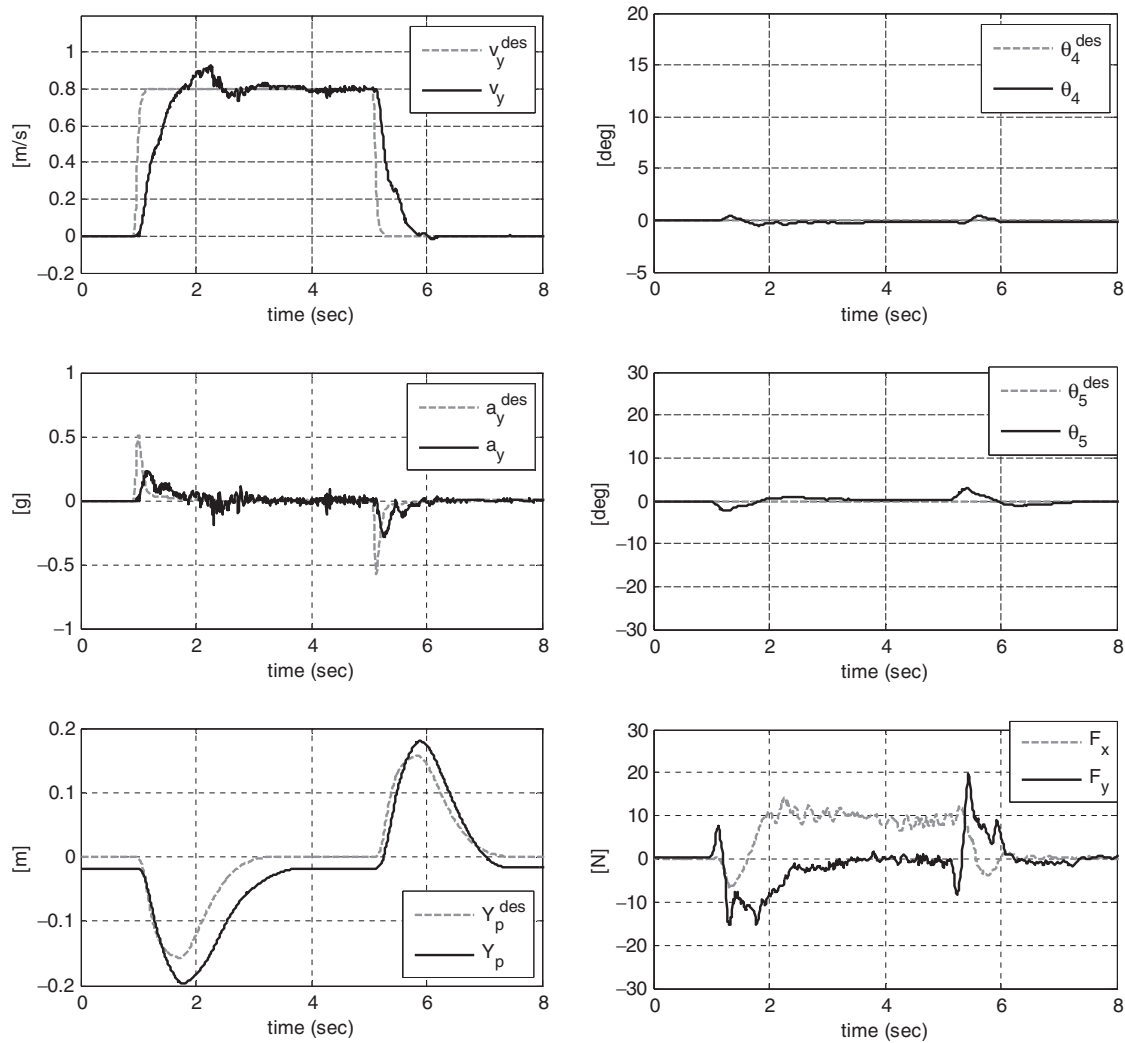 1
0.8
0.6
0.4
0.2
0
−0.2
[m/s]
0 2 4 6 8
time (sec)
v_y^des
v_y
20
15
10
5
0
−5
[deg]
0 2 4 6 8
time (sec)
θ_4^des
θ_4
1
0.5
0
−0.5
−1
[g]
0 2 4 6 8
time (sec)
a_y^des
a_y
30
20
10
0
−10
−20
−30
[deg]
0 2 4 6 8
time (sec)
θ_5^des
θ_5
0.2
0.1
0
−0.1
−0.2
[m]
0 2 4 6 8
time (sec)
Y_p^des
Y_p
30
20
10
0
−10
−20
−30
[N]
0 2 4 6 8
time (sec)
F_x
F_y